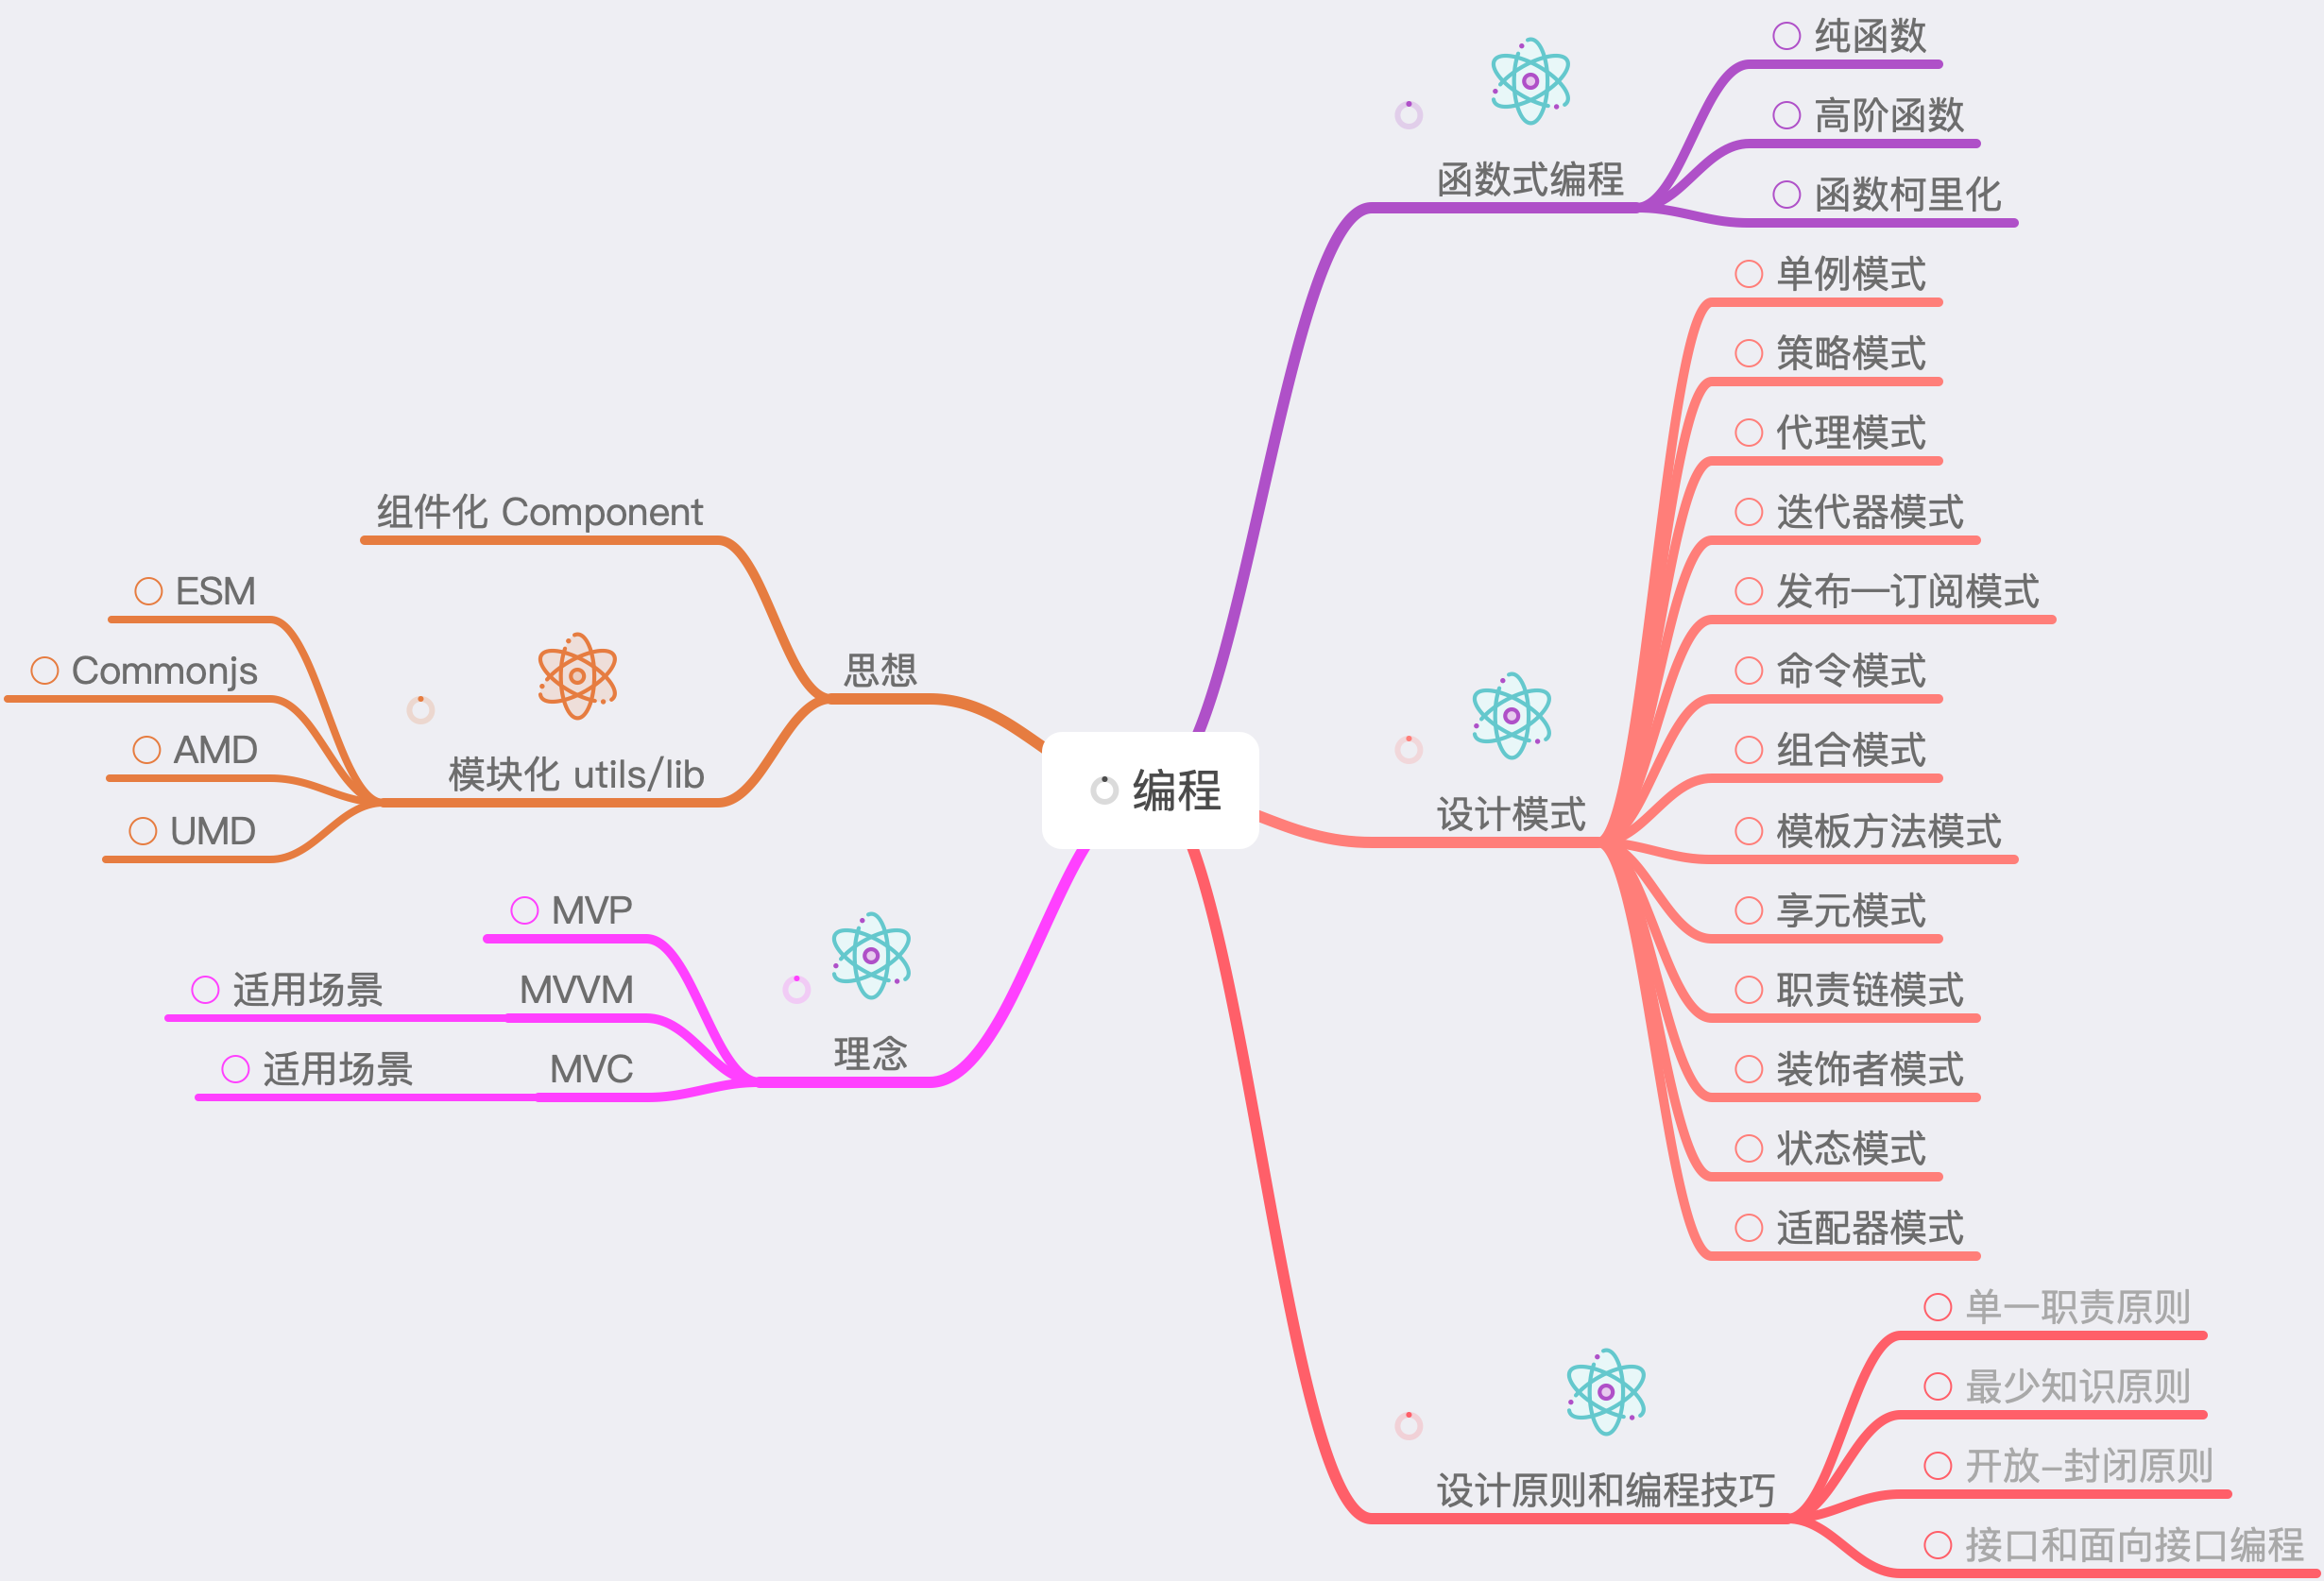 编程
函数式编程
纯函数
高阶函数
函数柯里化
设计模式
单例模式
策略模式
代理模式
迭代器模式
发布—订阅模式
命令模式
组合模式
模板方法模式
享元模式
职责链模式
装饰者模式
状态模式
适配器模式
设计原则和编程技巧
单一职责原则
最少知识原则
开放-封闭原则
接口和面向接口编程
思想
组件化 Component
模块化 utils/lib
ESM
Commonjs
AMD
UMD
理念
MVP
MVVM
适用场景
MVC
适用场景